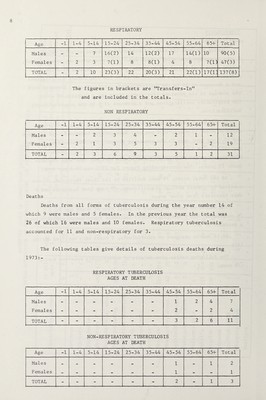 8
RESPIRATORY
Age -1 1-4 5-14 15-24 25-34 35-44 45-54 55-64 65+ Total
Males - - 7 16(2) 14 12(2) 17 14(1) 10 90(5)
Females - 2 3 7(1) 8 8(1) 4 8 7(1) 47(3)
TOTAL - 2 10 23(3) 22 20(3) 21 22(1) 17(1) 137(8)
The figures in brackets are "Transfers-In"
and are included in the totals.
NON RESPIRATORY
Age -1 1-4 5-14 15-24 25-34 35-44 45-54 55-64 65+ Total
Males - - 2 3 4 - 2 1 - 12
Females - 2 1 3 5 3 3 - 2 19
TOTAL - 2 3 6 9 3 5 1 2 31
Deaths
Deaths from all forms of tuberculosis during the year number 14 of
which 9 were males and 5 females. In the previous year the total was
26 of which 16 were males and 10 females. Respiratory tuberculosis
accounted for 11 and non-respiratory for 3.
The following tables give details of tuberculosis deaths during
1973:-
RESPIRATORY TUBERCULOSIS
AGES AT DEATH
Age -1 1-4 5-14 15-24 25-34 35-44 45-54 55-64 65+ Total
Males - - - - - - 1 2 4 7
Females - - - - - - 2 - 2 4
TOTAL - - - - - - 3 2 6 11
NON-RESPIRATORY TUBERCULOSIS
AGES AT DEATH
Age -1 1-4 5-14 15-24 25-34 35-44 45-54 55-64 65+ Total
Males - - - - - - 1 - 1 2
Females - - - - - - 1 - - 1
TOTAL - - - - - - 2 - 1 3